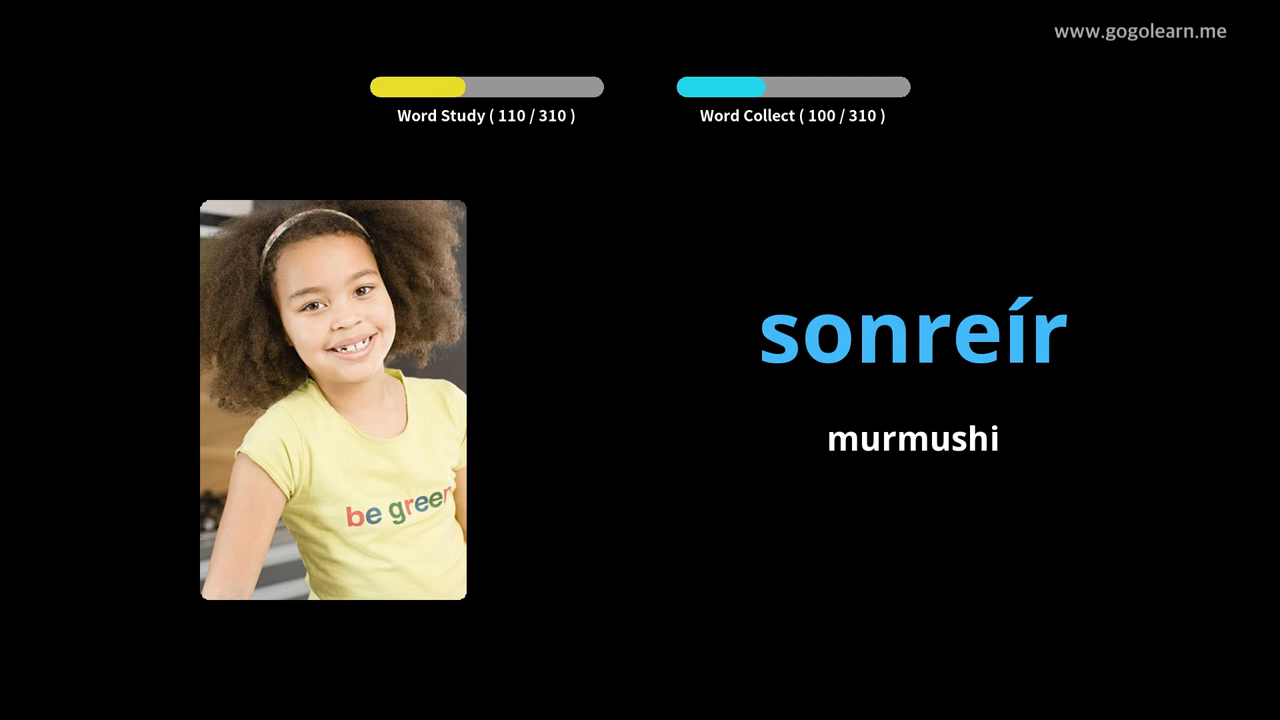 www.gogolearn.me
Word Study ( 110 / 310 )
Word Collect ( 100 / 310 )
sonreír
murmushi
be green